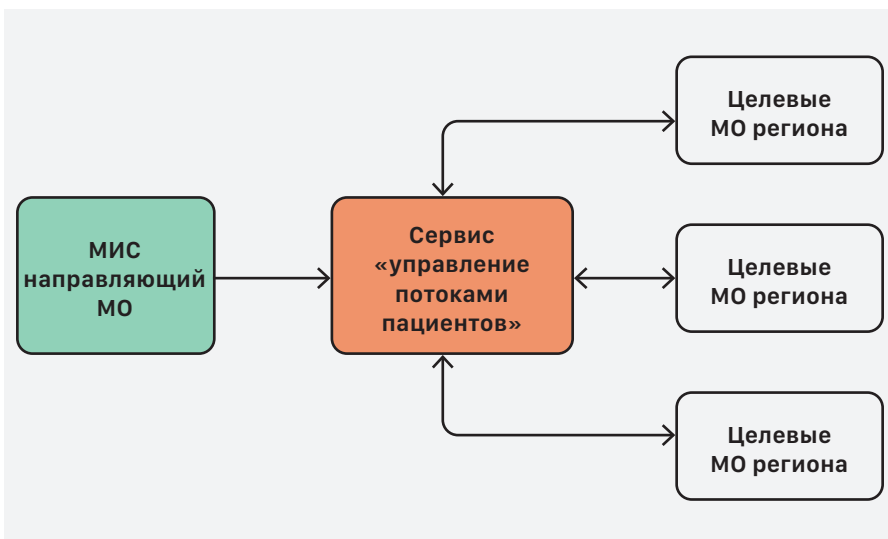 МИС
направляющий
МО
Сервис
«управление
потоками
пациентов»
Целевые
МО региона
Целевые
МО региона
Целевые
МО региона